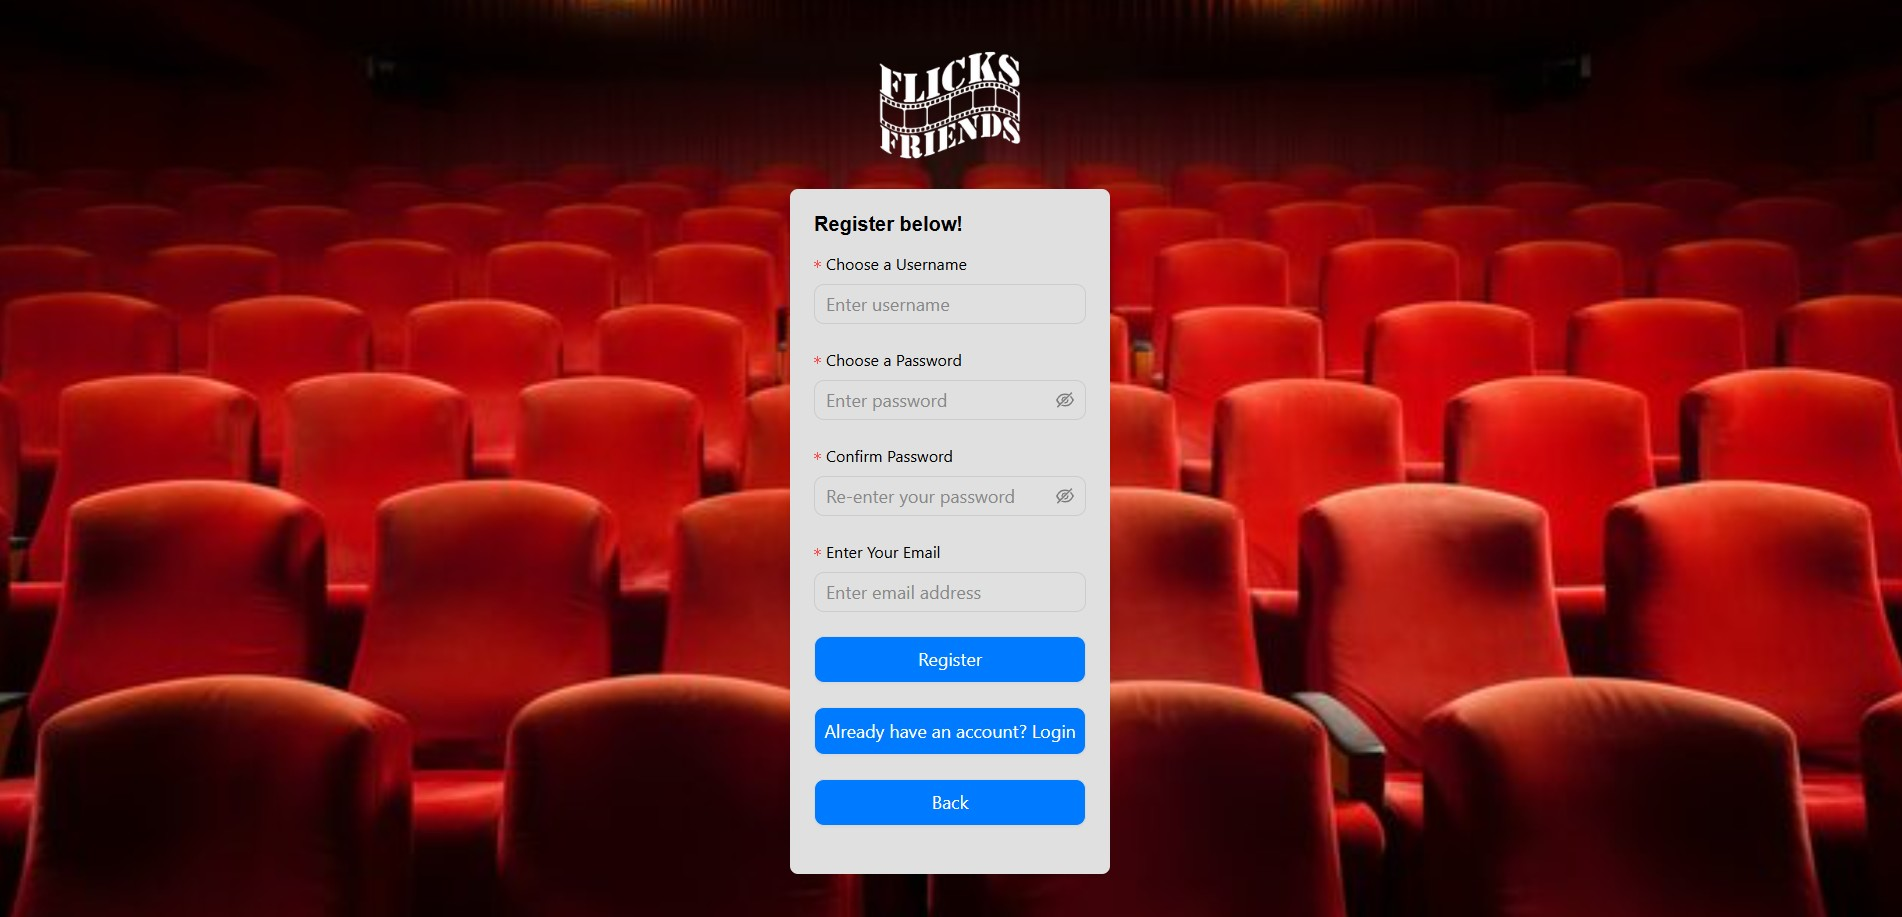 FLICKS
FRIENDS
Register below!
* Choose a Username
Enter username
* Choose a Password
Enter password
* Confirm Password
Re-enter your password
* Enter Your Email
Enter email address
Register
Already have an account? Login
Back